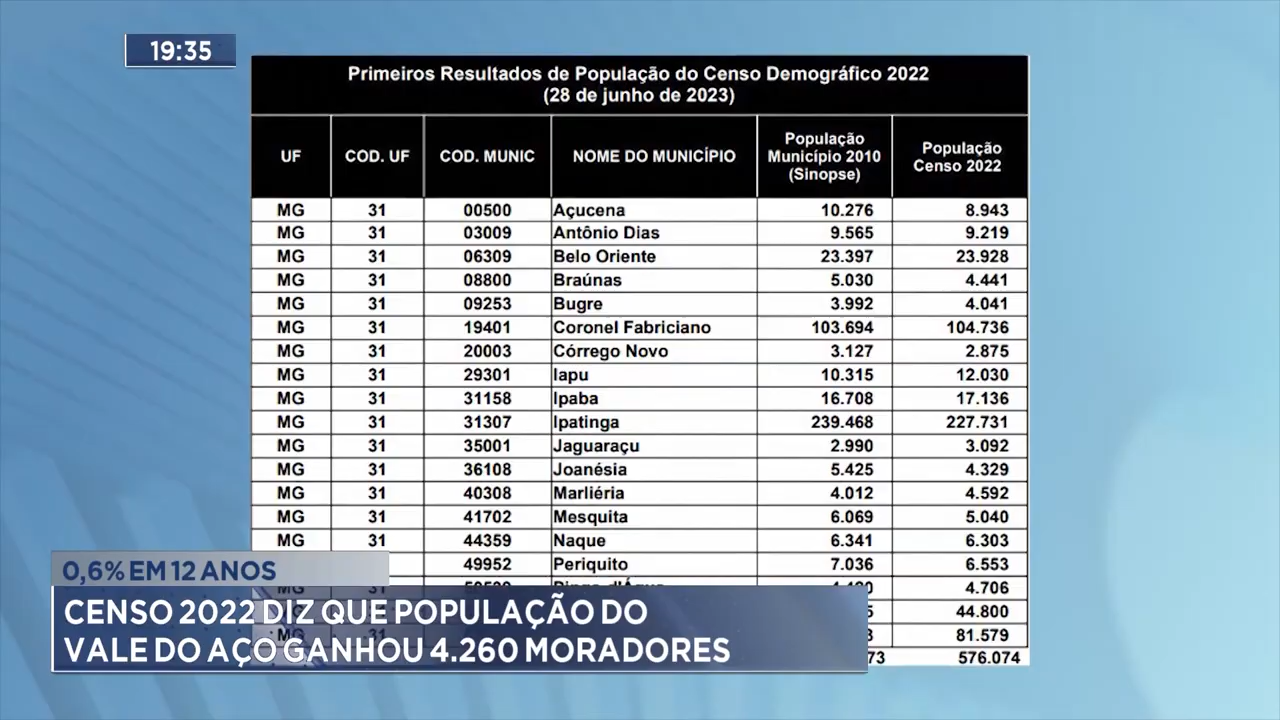 19:35
Primeiros Resultados de População do Censo Demográfico 2022
(28 de junho de 2023)
UF COD. UF COD. MUNIC NOME DO MUNICÍPIO População Município 2010 (Sinopse) População Censo 2022
MG 31 00500 Açucena 10.276 8.943
MG 31 03009 Antônio Dias 9.565 9.219
MG 31 06309 Belo Oriente 23.397 23.928
MG 31 08800 Braúnas 5.030 4.441
MG 31 09253 Bugre 3.992 4.041
MG 31 19401 Coronel Fabriciano 103.694 104.736
MG 31 20003 Córrego Novo 3.127 2.875
MG 31 29301 Iapu 10.315 12.030
MG 31 31158 Ipaba 16.708 17.136
MG 31 31307 Ipatinga 239.468 227.731
MG 31 35001 Jaguaraçu 2.990 3.092
MG 31 36108 Joanésia 5.425 4.329
MG 31 40308 Marliéria 4.012 4.592
MG 31 41702 Mesquita 6.069 5.040
MG 31 44359 Naque 6.341 6.303
49952 Periquito 7.036 6.553
4.706
44.800
81.579
73 576.074
0,6% EM 12 ANOS
CENSO 2022 DIZ QUE POPULAÇÃO DO
VALE DO AÇO GANHOU 4.260 MORADORES